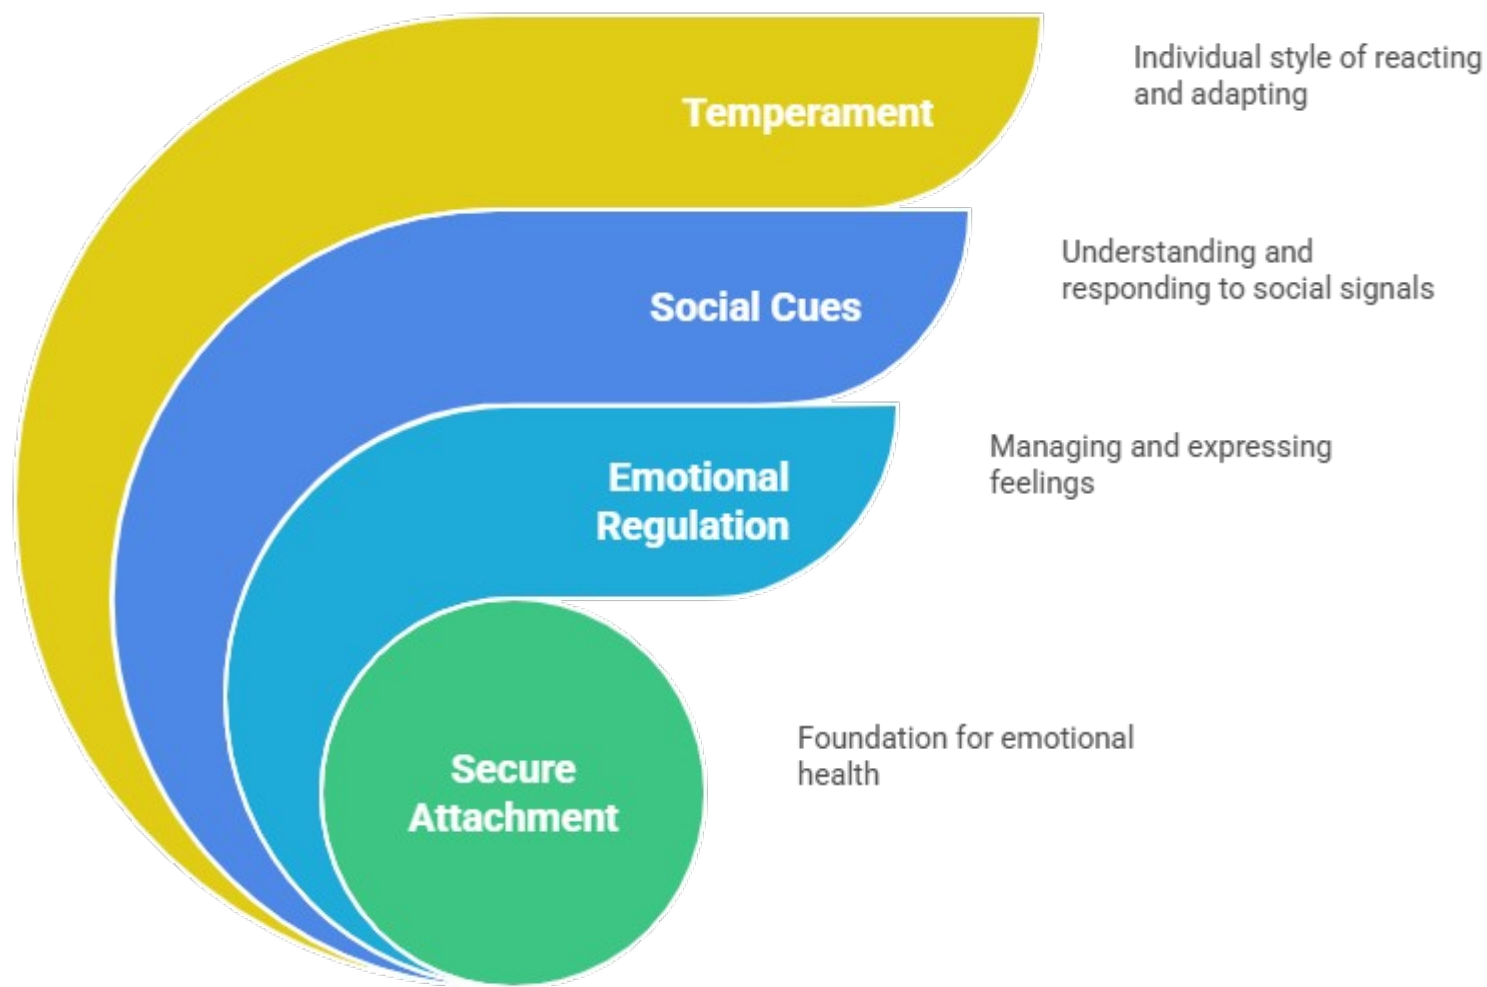 Temperament
Individual style of reacting
and adapting
Social Cues
Understanding and
responding to social signals
Emotional
Regulation
Managing and expressing
feelings
Secure
Attachment
Foundation for emotional
health